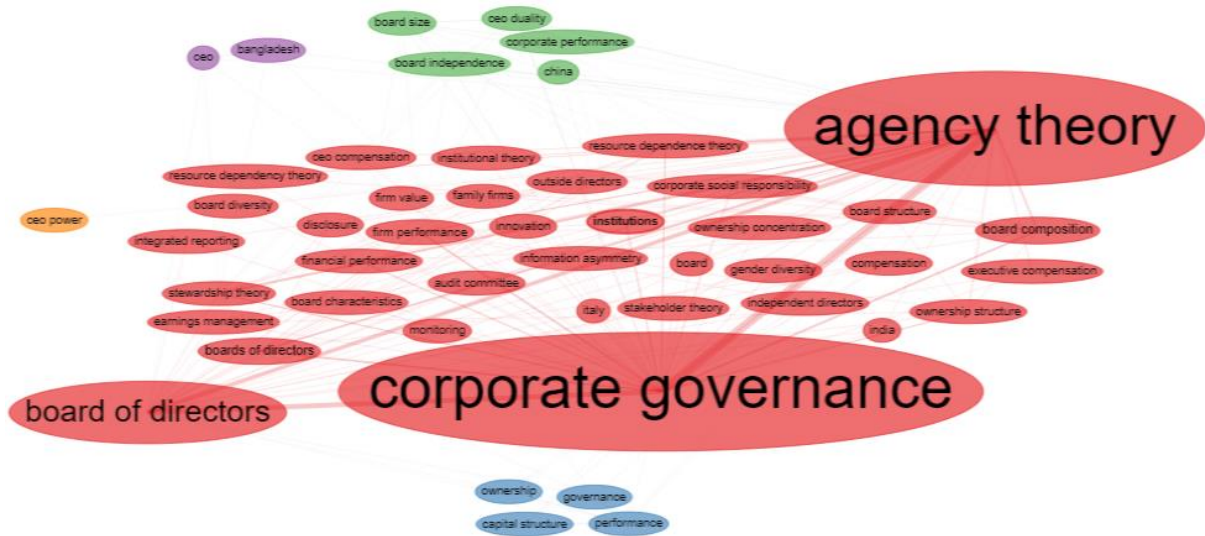 board size
ceo duality
corporate performance
ceo
bangladesh
board independence
china
agency theory
resource dependence theory
ceo compensation
institutional theory
resource dependency theory
outside directors
corporate social responsibility
firm value
family firms
board diversity
board structure
ceo power
disclosure
innovation
institutions
ownership concentration
board composition
integrated reporting
firm performance
financial performance
information asymmetry
board
gender diversity
compensation
executive compensation
stewardship theory
board characteristics
audit committee
italy
stakeholder theory
independent directors
ownership structure
earnings management
monitoring
india
boards of directors
board of directors
corporate governance
ownership
governance
capital structure
performance